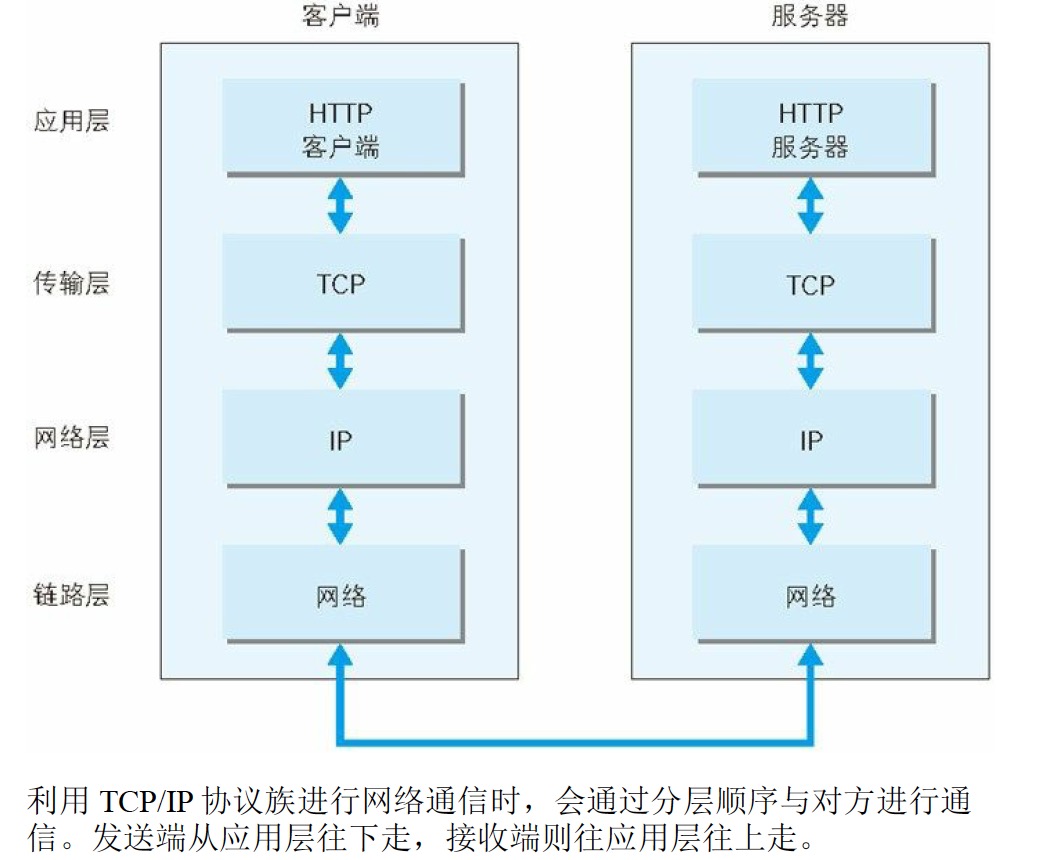 客户端
服务器
应用层
HTTP
客户端
HTTP
服务器
传输层
TCP
TCP
网络层
IP
IP
链路层
网络
网络
利用 TCP/IP 协议族进行网络通信时，会通过分层顺序与对方进行通
信。发送端从应用层往下走，接收端则往应用层往上走。